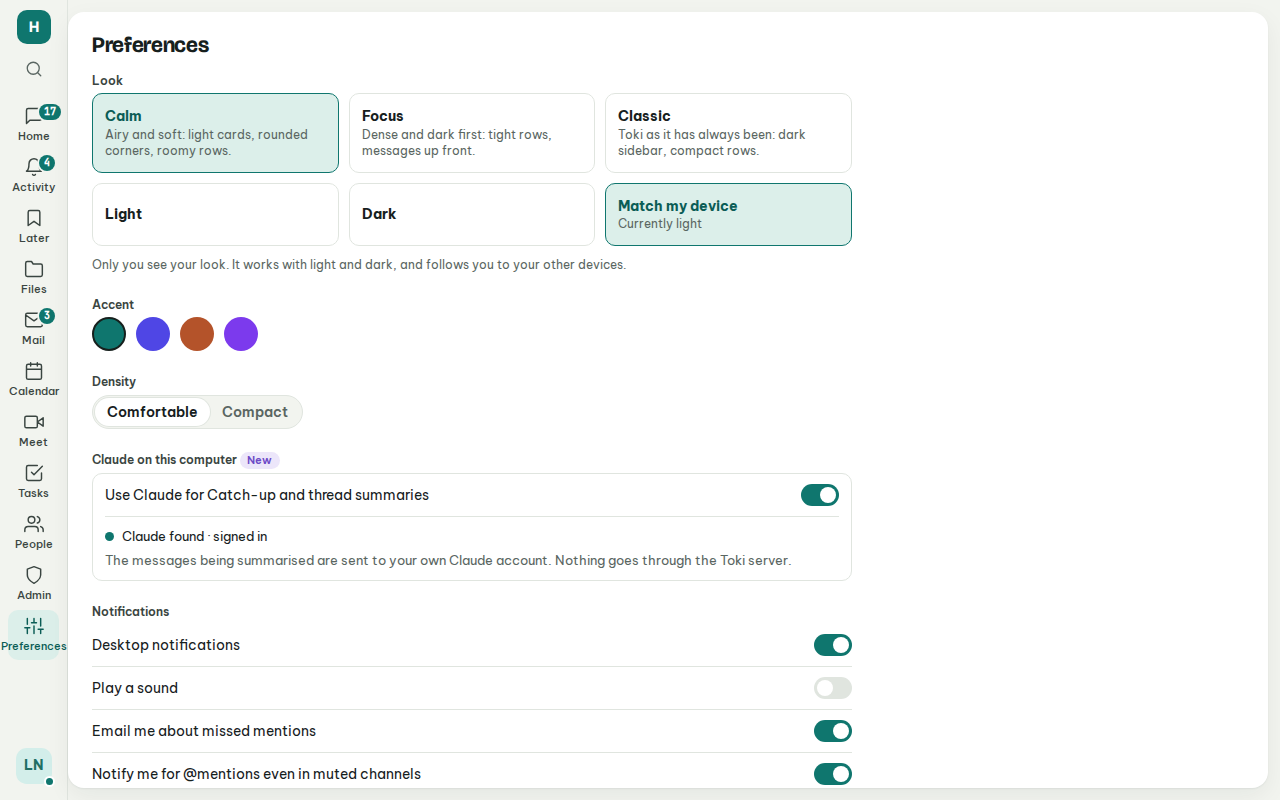 H
17
Home
4
Activity
Later
Files
3
Mail
Calendar
Meet
Tasks
People
Admin
Preferences
LN
Preferences
Look
Calm
Airy and soft: light cards, rounded
corners, roomy rows.
Focus
Dense and dark first: tight rows,
messages up front.
Classic
Toki as it has always been: dark
sidebar, compact rows.
Light
Dark
Match my device
Currently light
Only you see your look. It works with light and dark, and follows you to your other devices.
Accent
Density
Comfortable
Compact
Claude on this computer New
Use Claude for Catch-up and thread summaries
Claude found · signed in
The messages being summarised are sent to your own Claude account. Nothing goes through the Toki server.
Notifications
Desktop notifications
Play a sound
Email me about missed mentions
Notify me for @mentions even in muted channels